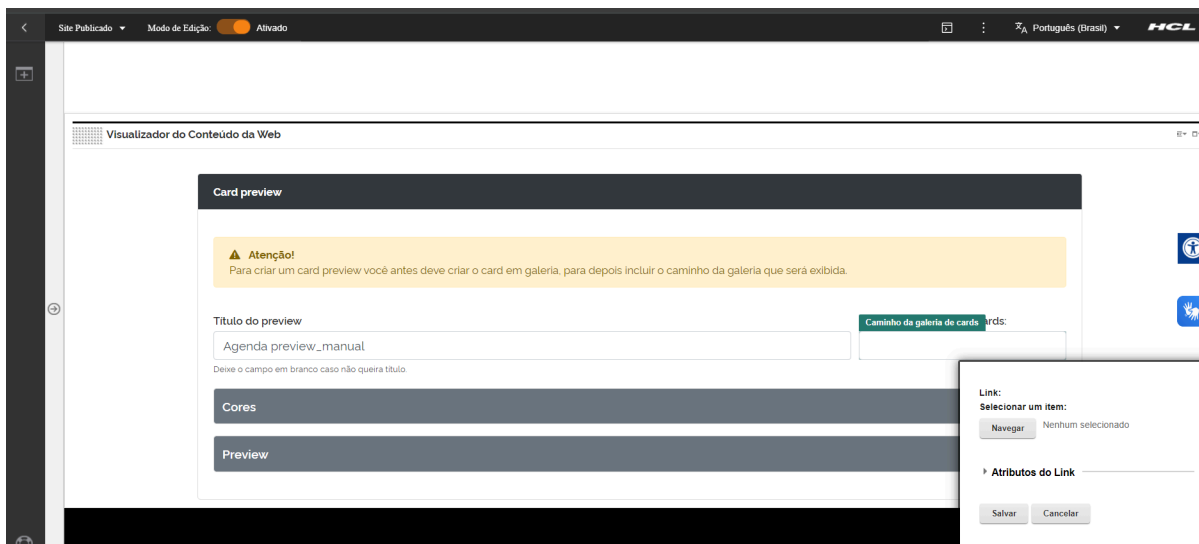 Site Publicado
Modo de Edição:
Ativado
Português (Brasil)
HCL
Visualizador do Conteúdo da Web
Card preview
Atenção!
Para criar um card preview você antes deve criar o card em galeria, para depois incluir o caminho da galeria que será exibida.
Título do preview
Caminho da galeria de cards
ards:
Agenda preview_manual
Deixe o campo em branco caso não queira título.
Cores
Preview
Link:
Selecionar um item:
Navegar
Nenhum selecionado
Atributos do Link
Salvar
Cancelar